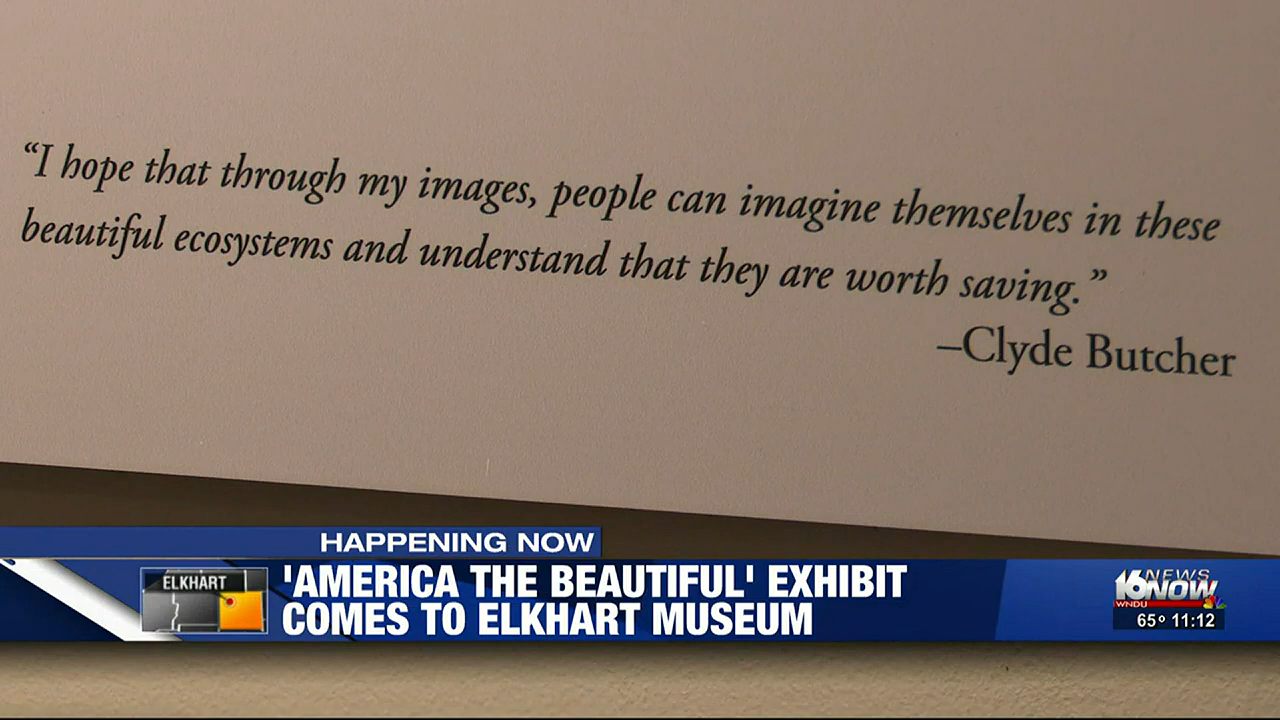 “I hope that through my images, people can imagine themselves in these
beautiful ecosystems and understand that they are worth saving.”
–Clyde Butcher
HAPPENING NOW
ELKHART
'AMERICA THE BEAUTIFUL' EXHIBIT
COMES TO ELKHART MUSEUM
16 NEWS NOW
WNDU
65° 11:12